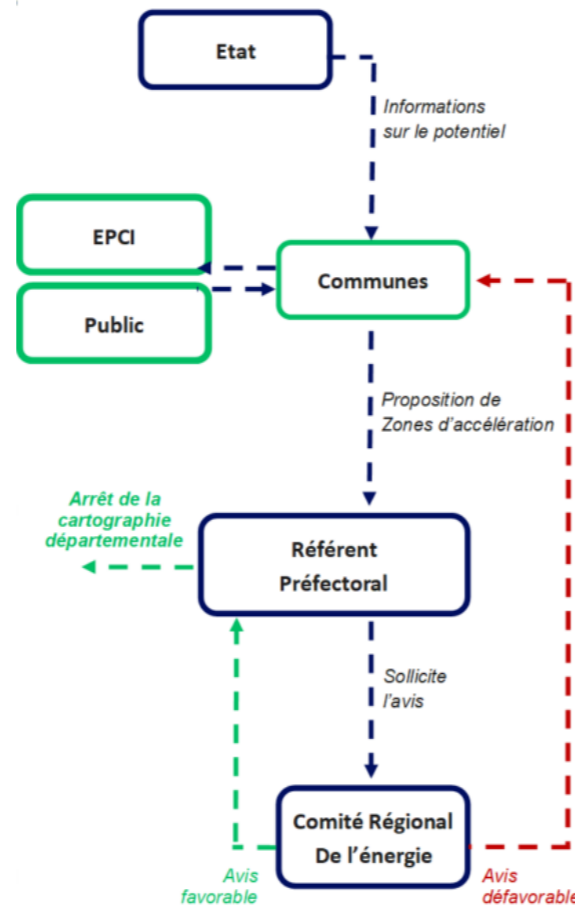 Etat
Informations
sur le potentiel
EPCI
Public
Communes
Proposition de
Zones d'accélération
Arrêt de la
cartographie
départementale
Référent
Préfectoral
Sollicite
l'avis
Comité Régional
De l'énergie
Avis
favorable
Avis
défavorable